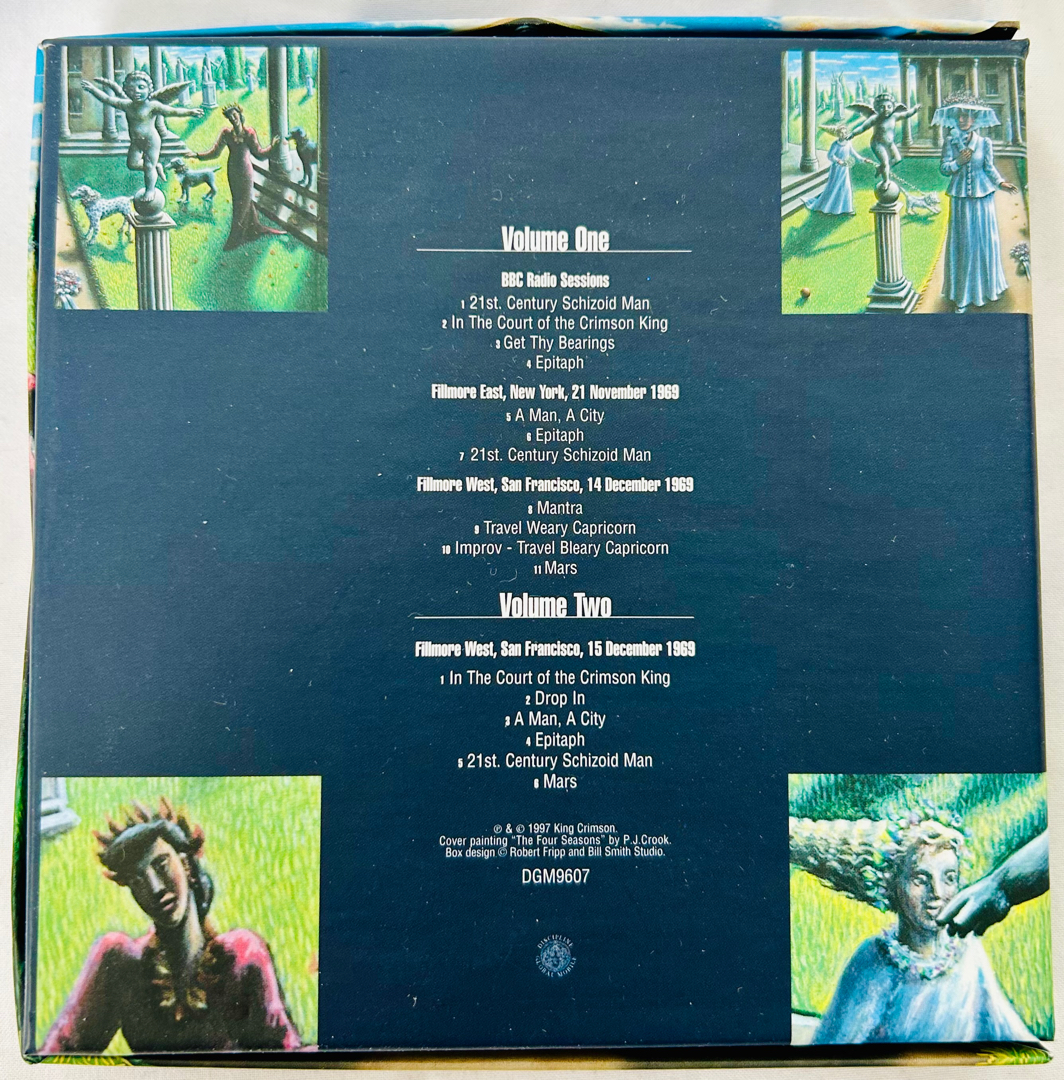 Volume One
BBC Radio Sessions
1 21st. Century Schizoid Man
2 In The Court of the Crimson King
3 Get Thy Bearings
4 Epitaph
Fillmore East, New York, 21 November 1969
5 A Man, A City
6 Epitaph
7 21st. Century Schizoid Man
Fillmore West, San Francisco, 14 December 1969
8 Mantra
9 Travel Weary Capricorn
10 Improv - Travel Bleary Capricorn
11 Mars
Volume Two
Fillmore West, San Francisco, 15 December 1969
1 In The Court of the Crimson King
2 Drop In
3 A Man, A City
4 Epitaph
5 21st. Century Schizoid Man
6 Mars
℗ & © 1997 King Crimson.
Cover painting "The Four Seasons" by P.J.Crook.
Box design © Robert Fripp and Bill Smith Studio.
DGM9607
DISCIPLINE
GLOBAL MOBILE